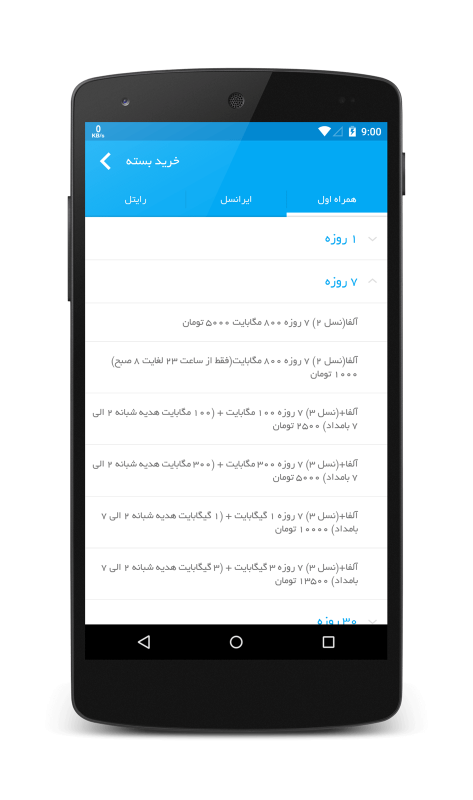 0
KB/s
9:00
خرید بسته
همراه اول
ایرانسل
رایتل
۱ روزه
۷ روزه
آلفا(نسل ۲) ۷ روزه ۸۰۰ مگابایت ۵۰۰۰ تومان
آلفا(نسل ۲) ۷ روزه ۸۰۰ مگابایت(فقط از ساعت ۲۳ لغایت ۸ صبح)
۱۰۰۰ تومان
آلفا+(نسل ۳) ۷ روزه ۱۰۰ مگابایت + (۱۰۰ مگابایت هدیه شبانه ۲ الی
۷ بامداد) ۲۵۰۰ تومان
آلفا+(نسل ۳) ۷ روزه ۳۰۰ مگابایت + (۳۰۰ مگابایت هدیه شبانه ۲ الی
۷ بامداد) ۵۰۰۰ تومان
آلفا+(نسل ۳) ۷ روزه ۱ گیگابایت + (۱ گیگابایت هدیه شبانه ۲ الی ۷
بامداد) ۱۰۰۰۰ تومان
آلفا+(نسل ۳) ۷ روزه ۳ گیگابایت + (۳ گیگابایت هدیه شبانه ۲ الی ۷
بامداد) ۱۳۵۰۰ تومان
۳۰ روزه